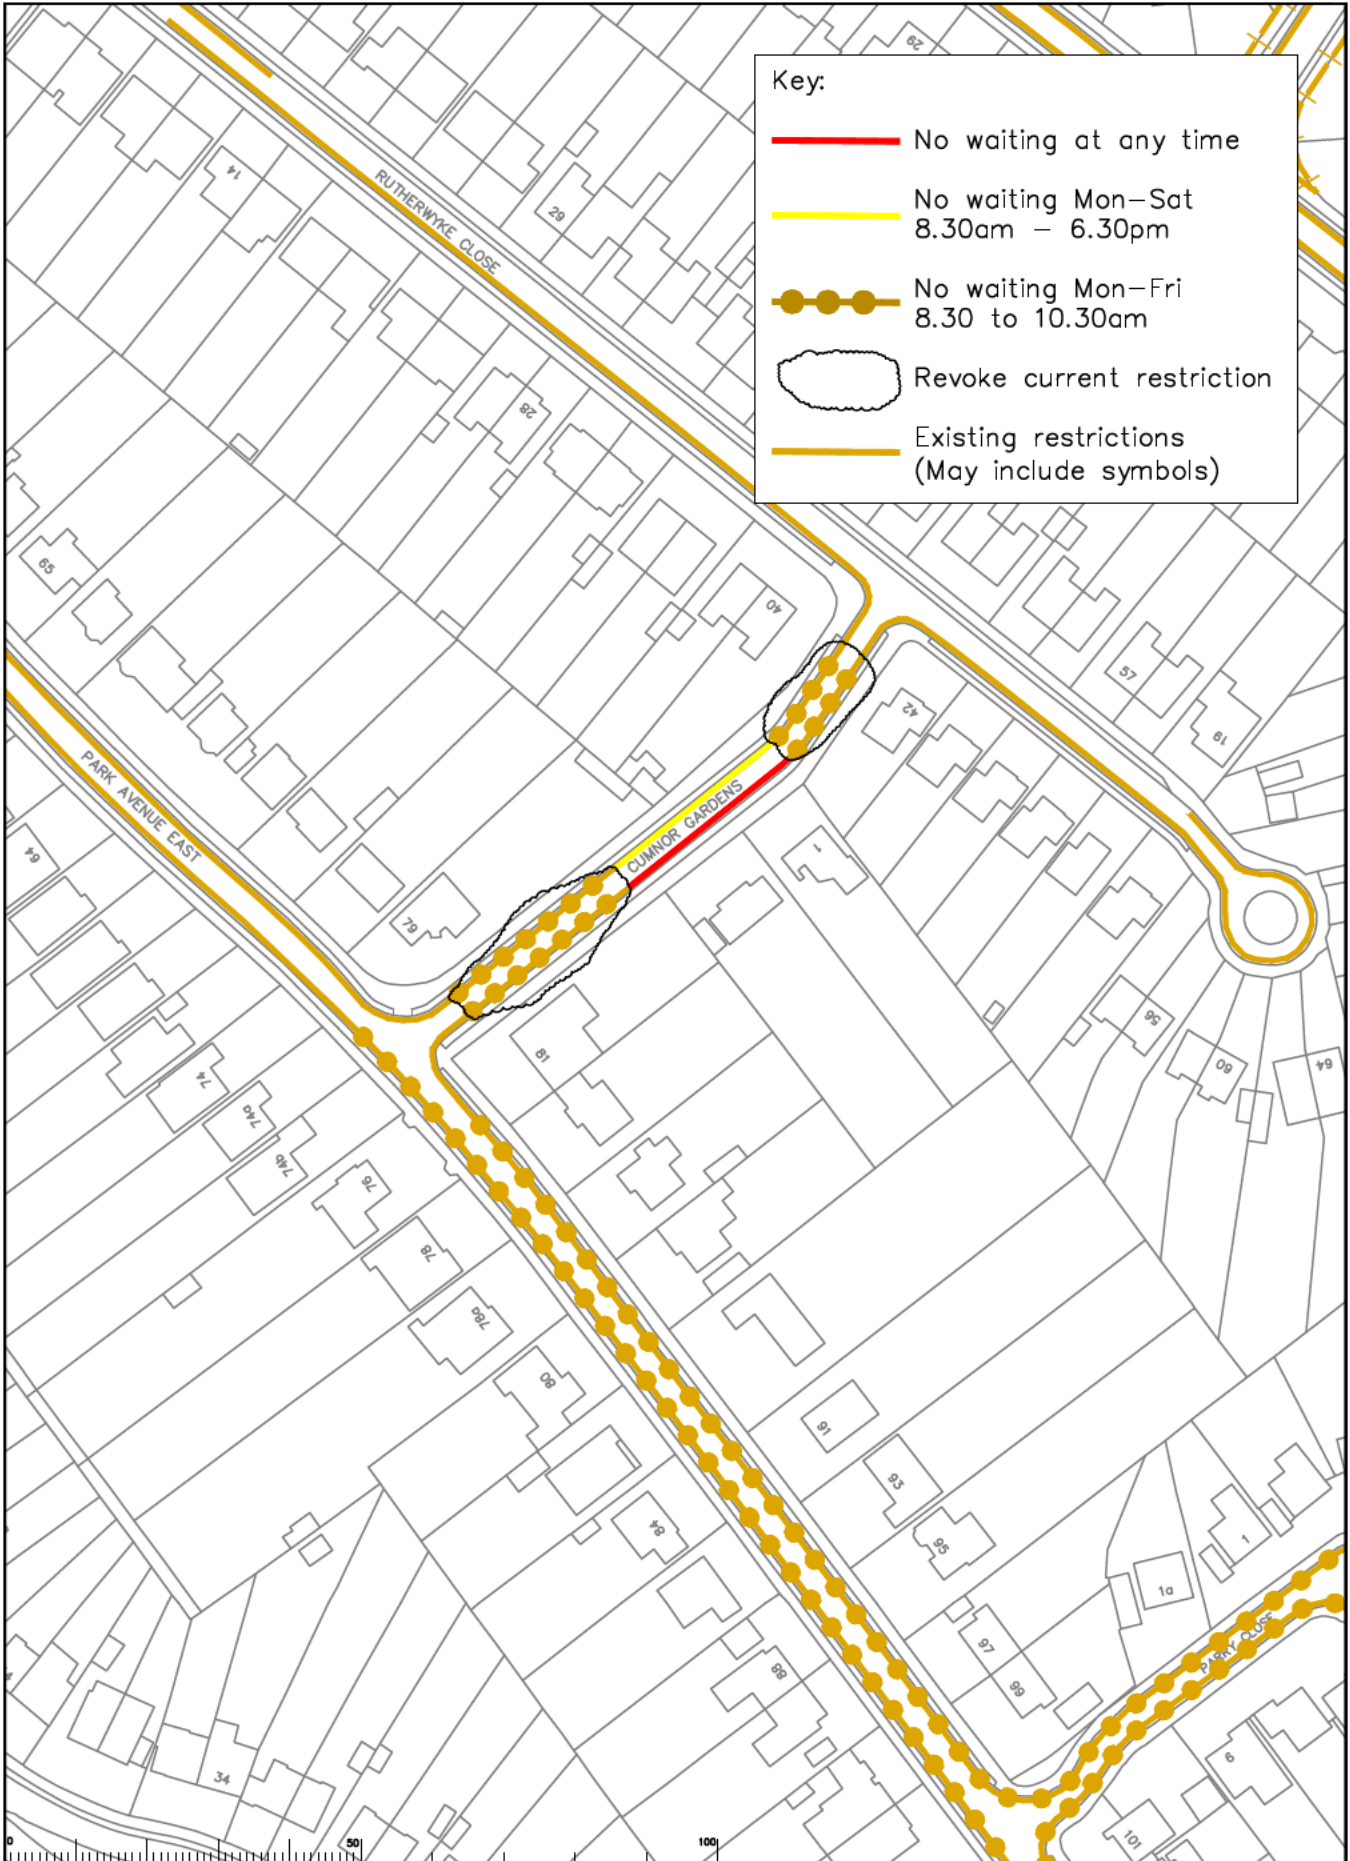 Key:
No waiting at any time
No waiting Mon-Sat
8.30am - 6.30pm
No waiting Mon-Fri
8.30 to 10.30am
Revoke current restriction
Existing restrictions
(May include symbols)
29
14
RUTHERWYKE CLOSE
29
28
65
40
57
19
42
PARK AVENUE EAST
CUMNOR GARDENS
1
64
79
56
60
64
81
74
74a
74b
76
78
78a
80
91
93
84
95
1
1a
97
PARKY CLOSE
99
88
6
34
101
0
50
100